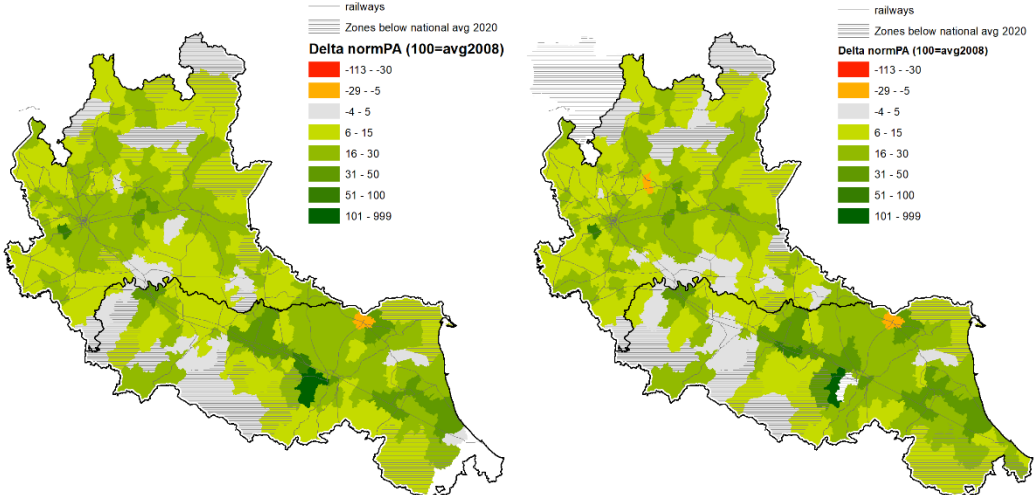 railways
Zones below national avg 2020
Delta normPA (100=avg2008)
-113 - -30
-29 - -5
-4 - 5
6 - 15
16 - 30
31 - 50
51 - 100
101 - 999
railways
Zones below national avg 2020
Delta normPA (100=avg2008)
-113 - -30
-29 - -5
-4 - 5
6 - 15
16 - 30
31 - 50
51 - 100
101 - 999